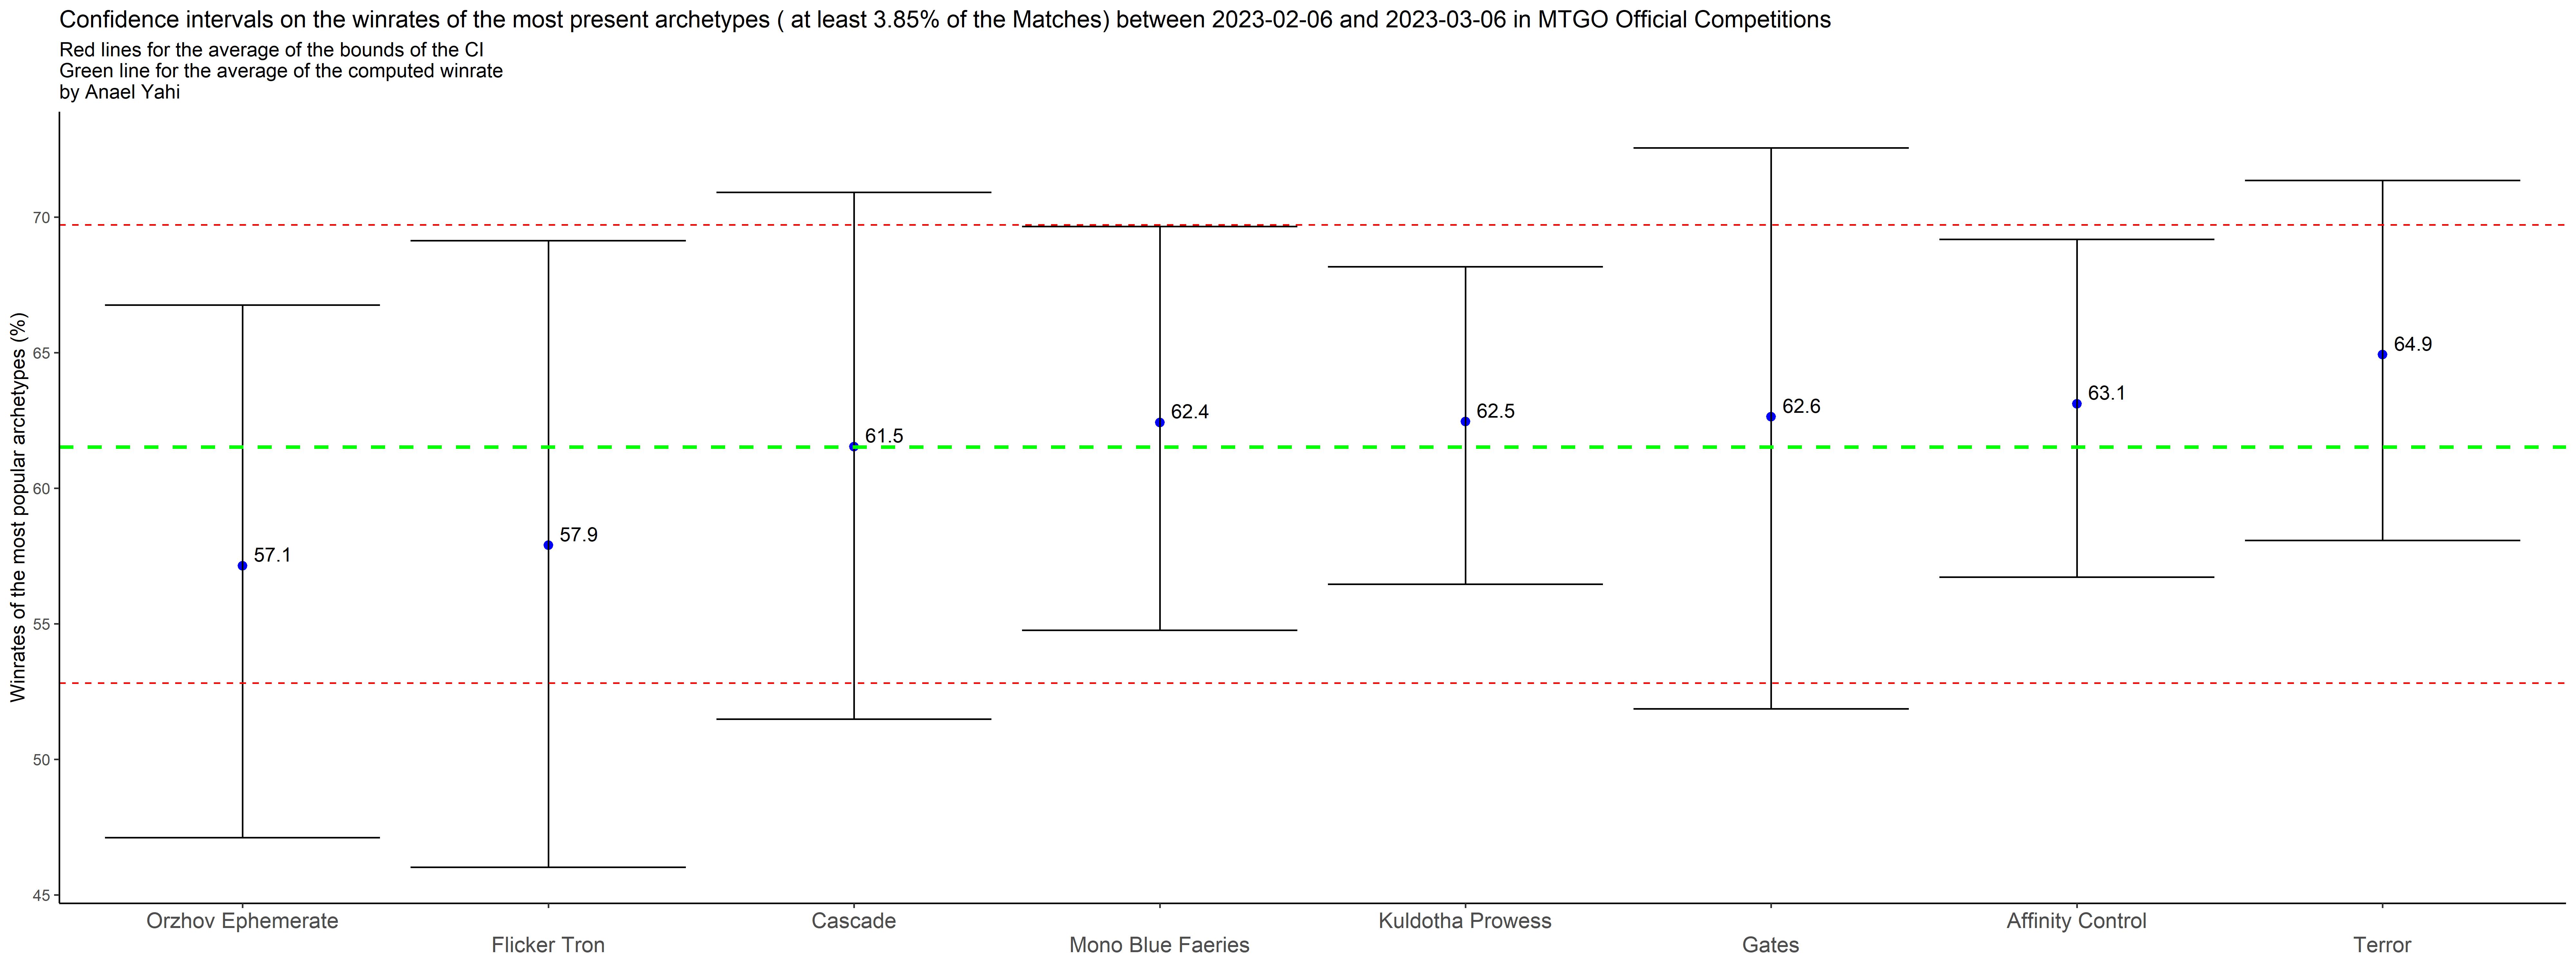 Confidence intervals on the winrates of the most present archetypes ( at least 3.85% of the Matches) between 2023-02-06 and 2023-03-06 in MTGO Official Competitions
Red lines for the average of the bounds of the CI
Green line for the average of the computed winrate
by Anael Yahi
Winrates of the most popular archetypes (%)
70
65
60
55
50
45
57.1
57.9
61.5
62.4
62.5
62.6
63.1
64.9
Orzhov Ephemerate
Flicker Tron
Cascade
Mono Blue Faeries
Kuldotha Prowess
Gates
Affinity Control
Terror